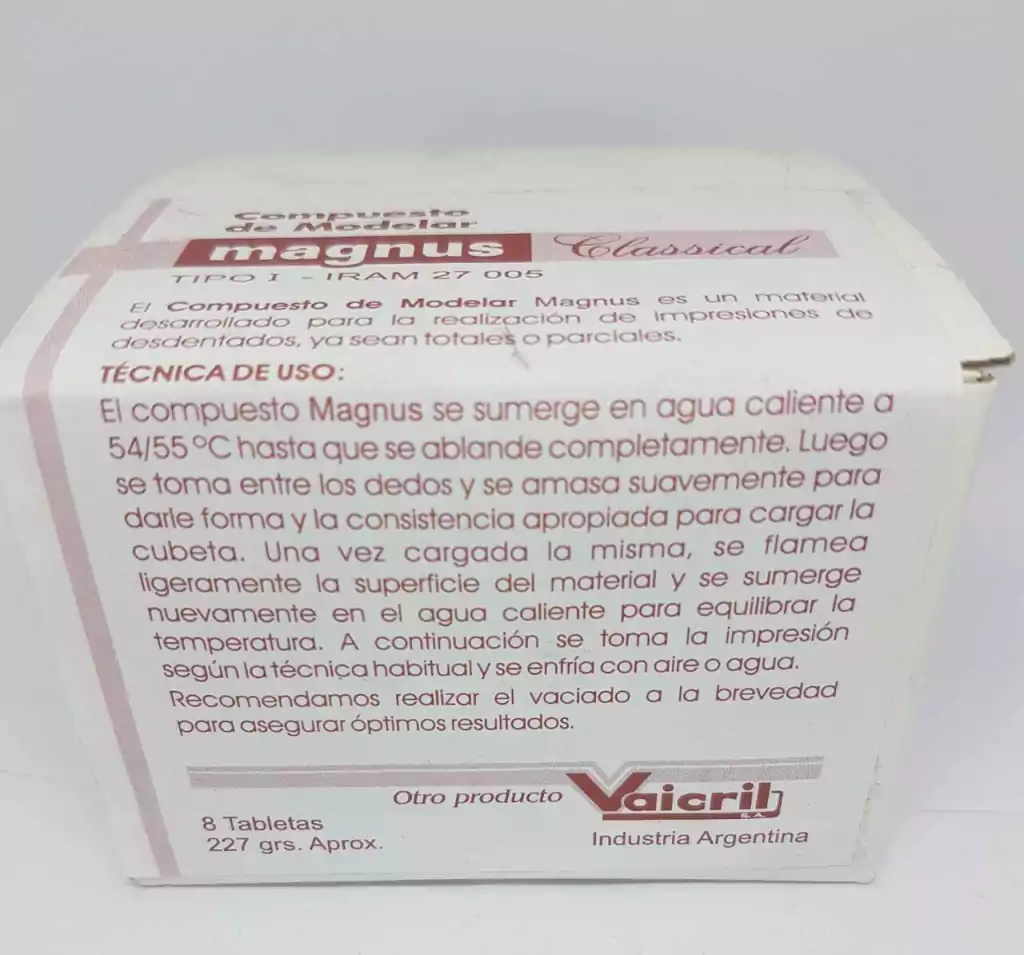 Compuesto
de Modelar
magnus Classical
TIPO I - IRAM 27 005
El Compuesto de Modelar Magnus es un material
desarrollado para la realización de impresiones de
desdentados, ya sean totales o parciales.
TÉCNICA DE USO:
El compuesto Magnus se sumerge en agua caliente a
54/55 °C hasta que se ablande completamente. Luego
se toma entre los dedos y se amasa suavemente para
darle forma y la consistencia apropiada para cargar la
cubeta. Una vez cargada la misma, se flamea
ligeramente la superficie del material y se sumerge
nuevamente en el agua caliente para equilibrar la
temperatura. A continuación se toma la impresión
según la técnica habitual y se enfría con aire o agua.
Recomendamos realizar el vaciado a la brevedad
para asegurar óptimos resultados.
Otro producto Vaicril S.A.
8 Tabletas
227 grs. Aprox.
Industria Argentina